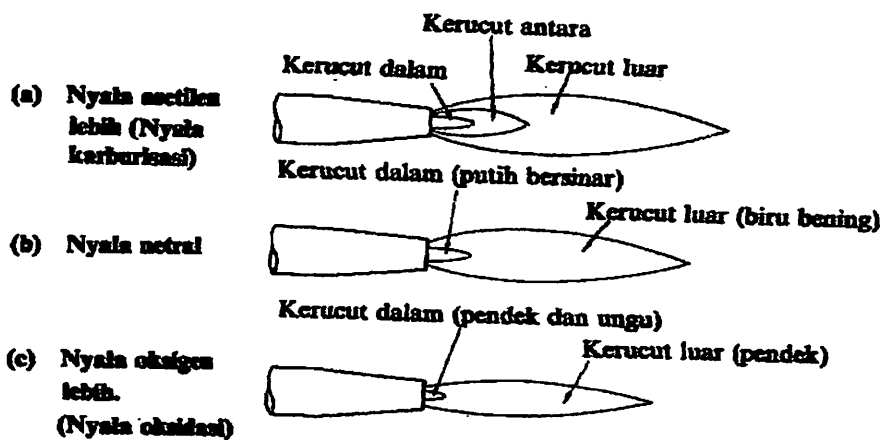 Kerucut antara
Kerucut dalam
Kerucut luar
(a) Nyala asetilen
lebih (Nyala
karburisasi)
Kerucut dalam (putih bersinar)
Kerucut luar (biru bening)
(b) Nyala netral
Kerucut dalam (pendek dan ungu)
Kerucut luar (pendek)
(c) Nyala oksigen
lebih.
(Nyala oksidasi)